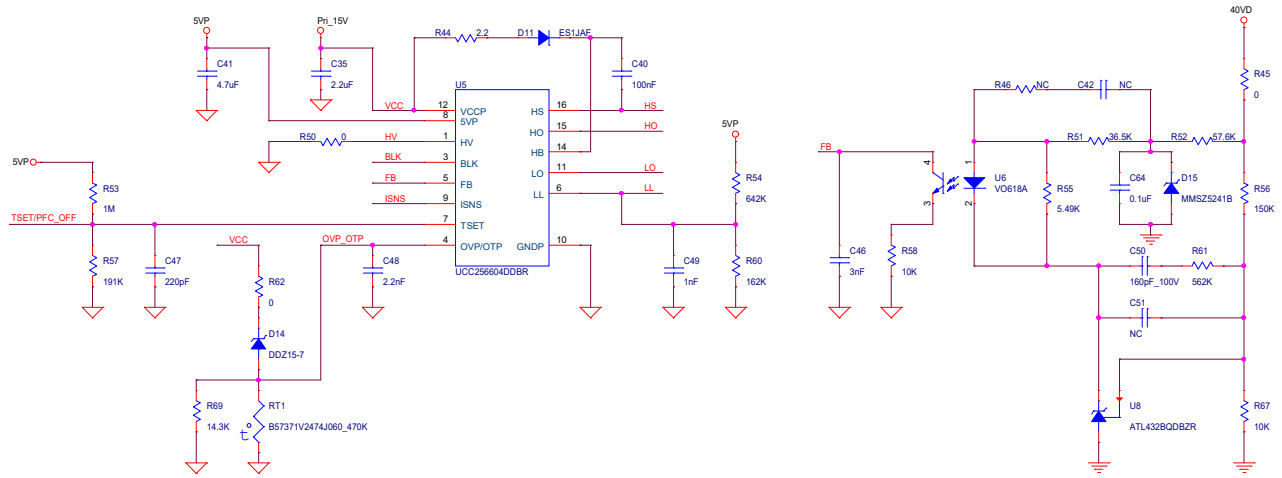 5VP
Pri_15V
40VD
R44
2.2
D11
ES1JAF
C41
4.7uF
C35
2.2uF
C40
100nF
R45
0
U5
R46
NC
C42
NC
VCC
12
VCCP
8
5VP
HS
16
HS
R50
0
HV
1
HV
HO
15
HO
5VP
R51
36.5K
R52
57.6K
HB
14
FB
5VP
BLK
3
BLK
LO
11
LO
4
1
FB
5
FB
LL
6
LL
R54
642K
U6
VO618A
C64
0.1uF
D15
MMSZ5241B
R53
1M
ISNS
9
ISNS
3
2
R55
5.49K
R56
150K
TSET/PFC_OFF
7
TSET
VCC
OVP_OTP
4
OVP/OTP
GNDP
10
R57
191K
C47
220pF
R62
0
C48
2.2nF
UCC256604DDBR
C49
1nF
R60
162K
C46
3nF
R58
10K
C50
160pF_100V
R61
562K
C51
NC
D14
DDZ15-7
R69
14.3K
RT1
B57371V2474J060_470K
t°
U8
ATL432BQDBZR
R67
10K